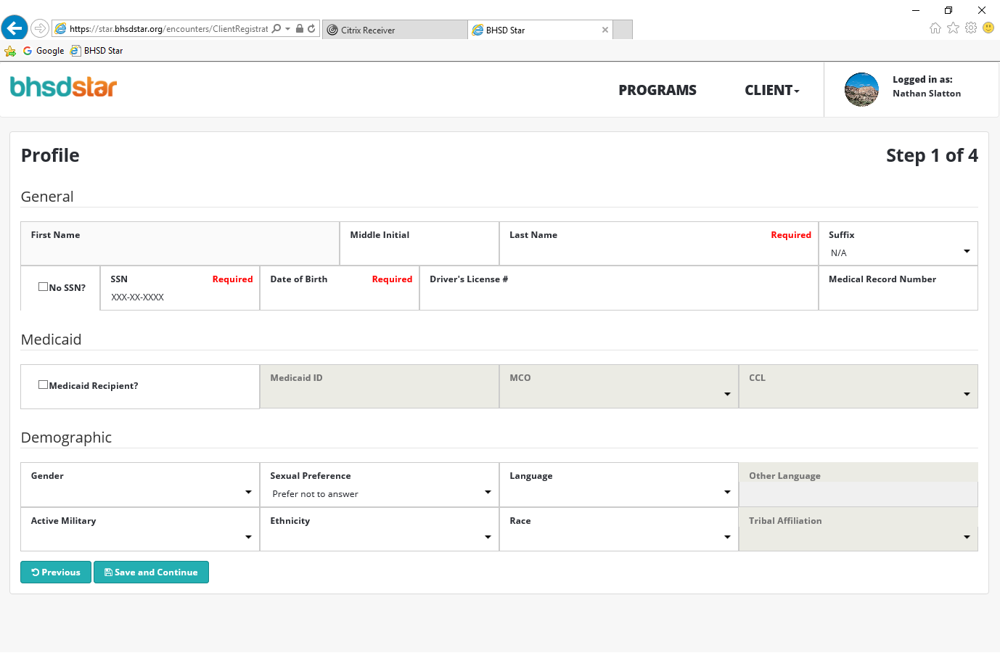 https://star.bhsdstar.org/encounters/ClientRegistrat
Citrix Receiver
BHSD Star
Google
BHSD Star
bhsdstar
PROGRAMS
CLIENT
Logged in as:
Nathan Slatton
Profile
Step 1 of 4
General
First Name
Middle Initial
Last Name
Required
Suffix
N/A
No SSN?
SSN
Required
XXX-XX-XXXX
Date of Birth
Required
Driver's License #
Medical Record Number
Medicaid
Medicaid Recipient?
Medicaid ID
MCO
CCL
Demographic
Gender
Sexual Preference
Prefer not to answer
Language
Other Language
Active Military
Ethnicity
Race
Tribal Affiliation
Previous
Save and Continue